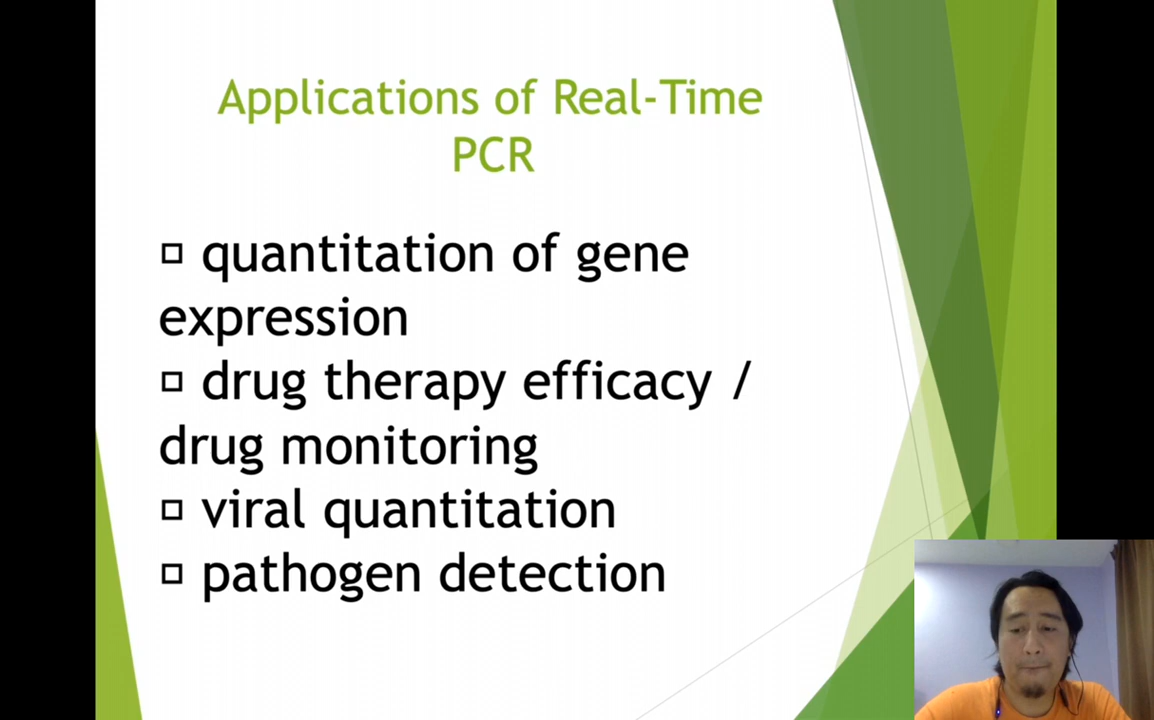 Applications of Real-Time
PCR
□ quantitation of gene
expression
□ drug therapy efficacy /
drug monitoring
□ viral quantitation
□ pathogen detection